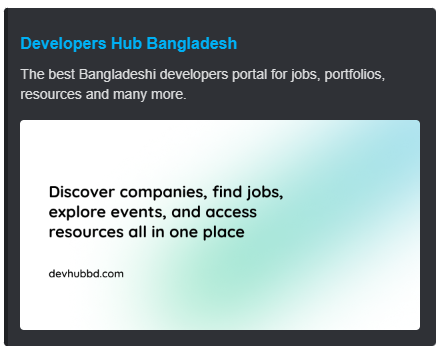 Developers Hub Bangladesh
The best Bangladeshi developers portal for jobs, portfolios,
resources and many more.
Discover companies, find jobs,
explore events, and access
resources all in one place
devhubbd.com